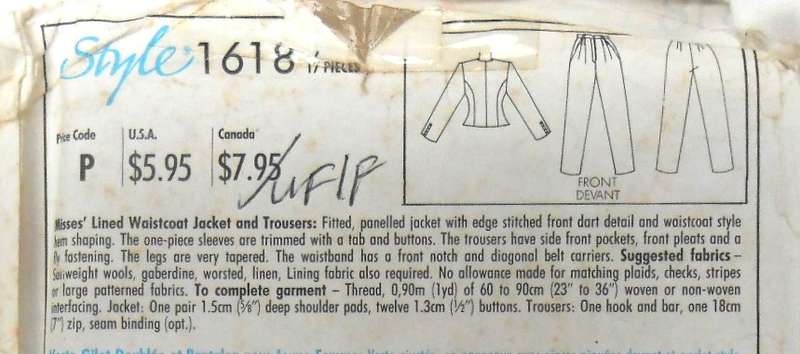 Style 1618 17 PIECES
Price Code U.S.A. Canada
P $5.95 $7.95
UF/P
FRONT
DEVANT
Misses' Lined Waistcoat Jacket and Trousers: Fitted, panelled jacket with edge stitched front dart detail and waistcoat style
hem shaping. The one-piece sleeves are trimmed with a tab and buttons. The trousers have side front pockets, front pleats and a
fly fastening. The legs are very tapered. The waistband has a front notch and diagonal belt carriers. Suggested fabrics –
Suitweight wools, gaberdine, worsted, linen, Lining fabric also required. No allowance made for matching plaids, checks, stripes
or large patterned fabrics. To complete garment – Thread, 0,90m (1yd) of 60 to 90cm (23" to 36") woven or non-woven
interfacing. Jacket: One pair 1.5cm (⅝") deep shoulder pads, twelve 1.3cm (½") buttons. Trousers: One hook and bar, one 18cm
(7") zip, seam binding (opt.).